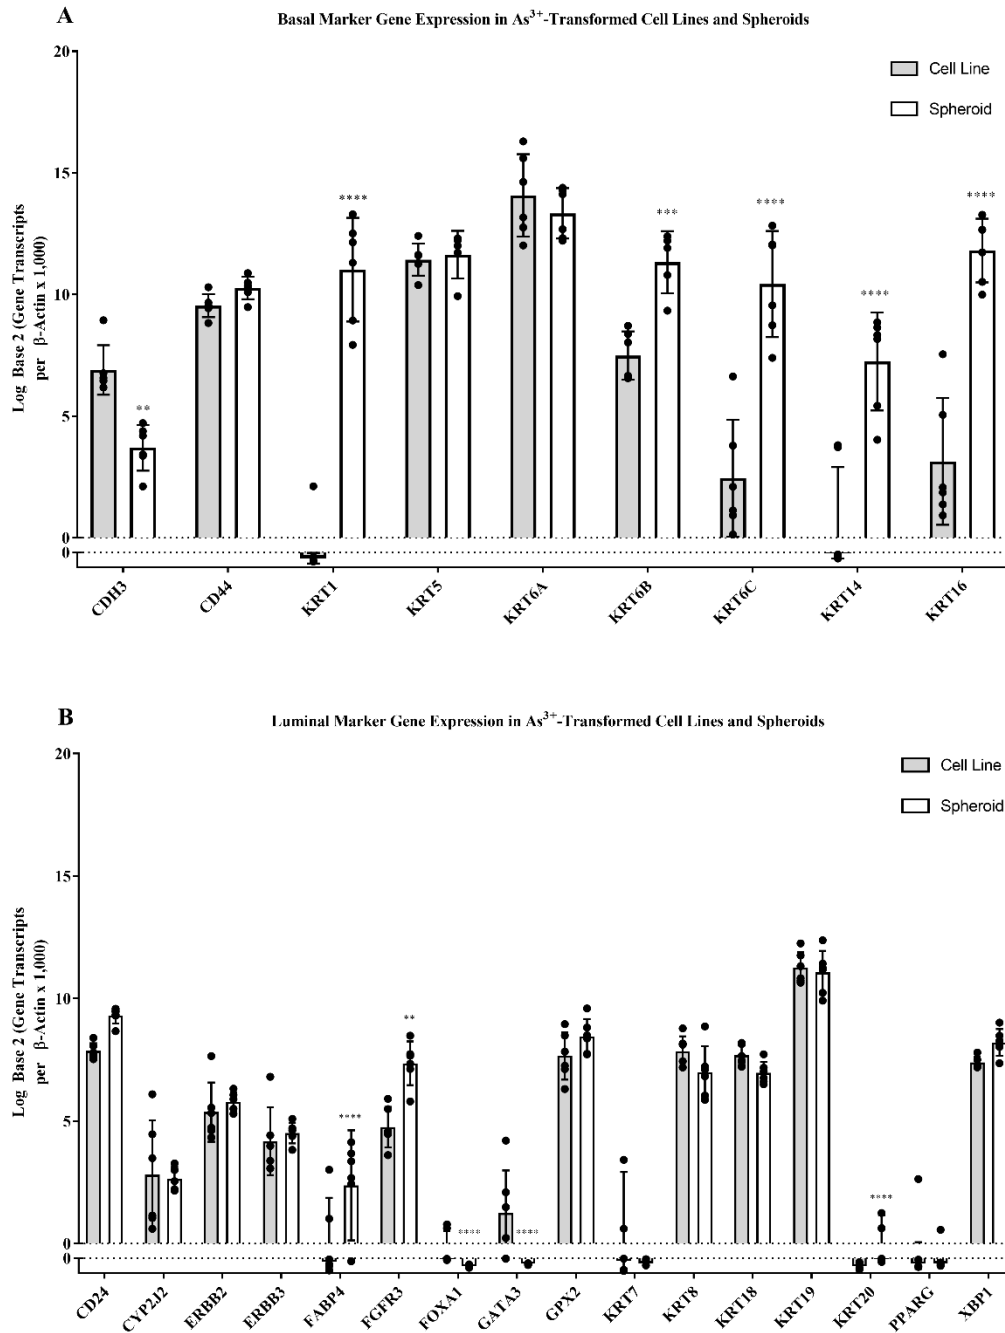 A
Basal Marker Gene Expression in As3+-Transformed Cell Lines and Spheroids
Log Base 2 (Gene Transcripts
per β-Actin x 1,000)
20
15
10
5
0
0
Cell Line
Spheroid
**
****
***
****
****
****
CDH3
CD44
KRT1
KRT5
KRT6A
KRT6B
KRT6C
KRT14
KRT16
B
Luminal Marker Gene Expression in As3+-Transformed Cell Lines and Spheroids
Log Base 2 (Gene Transcripts
per β-Actin x 1,000)
20
15
10
5
0
0
Cell Line
Spheroid
****
**
****
****
****
CD24
CYP2J2
ERBB2
ERBB3
FABP4
FGFR3
FOXA1
GATA3
GPX2
KRT7
KRT8
KRT18
KRT19
KRT20
PPARG
XBP1